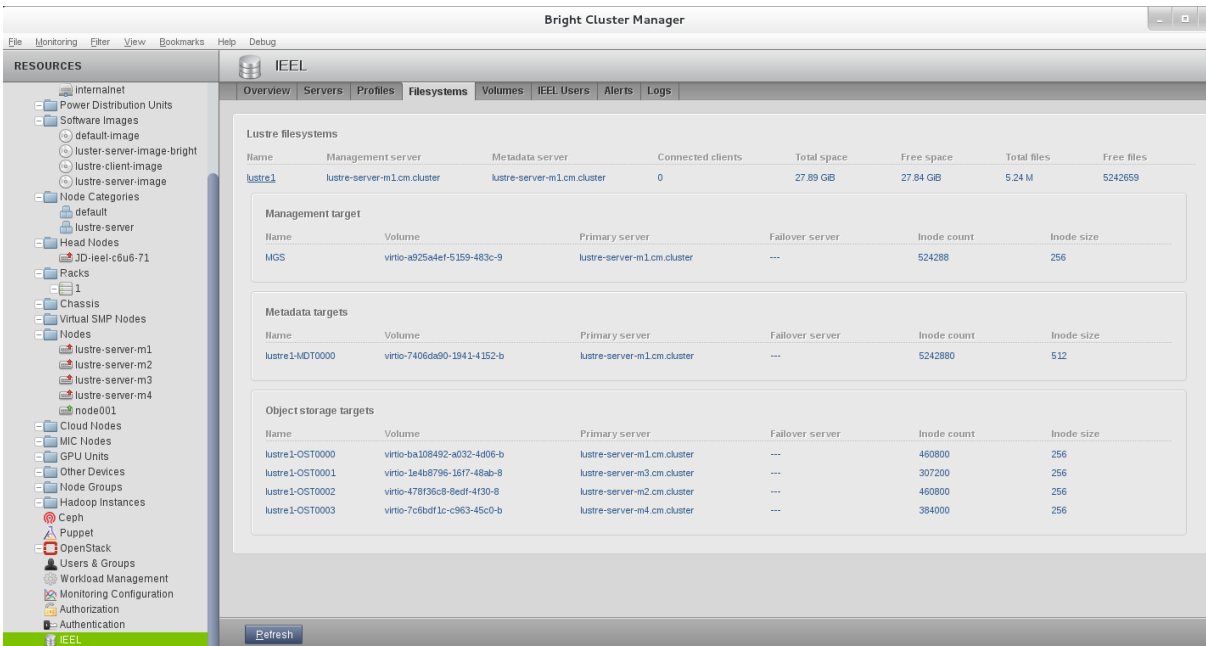 Bright Cluster Manager
File Monitoring Filter View Bookmarks Help Debug
RESOURCES
internalnet
Power Distribution Units
Software Images
default-image
luster-server-image-bright
lustre-client-image
lustre-server-image
Node Categories
default
lustre-server
Head Nodes
JD-ieel-c6u6-71
Racks
1
Chassis
Virtual SMP Nodes
Nodes
lustre-server-m1
lustre-server-m2
lustre-server-m3
lustre-server-m4
node001
Cloud Nodes
MIC Nodes
GPU Units
Other Devices
Node Groups
Hadoop Instances
Ceph
Puppet
OpenStack
Users & Groups
Workload Management
Monitoring Configuration
Authorization
Authentication
IEEL
IEEL
Overview Servers Profiles Filesystems Volumes IEEL Users Alerts Logs
Lustre filesystems
Name Management server Metadata server Connected clients Total space Free space Total files Free files
lustre1 lustre-server-m1.cm.cluster lustre-server-m1.cm.cluster 0 27.89 GiB 27.84 GiB 5.24 M 5242659
Management target
Name Volume Primary server Failover server Inode count Inode size
MGS virtio-a925a4ef-5159-483c-9 lustre-server-m1.cm.cluster --- 524288 256
Metadata targets
Name Volume Primary server Failover server Inode count Inode size
lustre1-MDT0000 virtio-7406da90-1941-4152-b lustre-server-m1.cm.cluster --- 5242880 512
Object storage targets
Name Volume Primary server Failover server Inode count Inode size
lustre1-OST0000 virtio-ba108492-a032-4d06-b lustre-server-m1.cm.cluster --- 460800 256
lustre1-OST0001 virtio-1e4b8796-16f7-48ab-8 lustre-server-m3.cm.cluster --- 307200 256
lustre1-OST0002 virtio-478f36c8-8edf-4f30-8 lustre-server-m2.cm.cluster --- 460800 256
lustre1-OST0003 virtio-7c6bdf1c-c963-45c0-b lustre-server-m4.cm.cluster --- 384000 256
Refresh